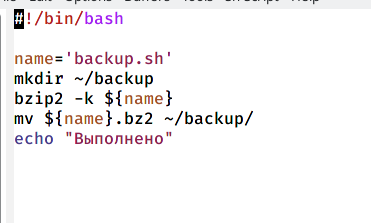 #!/bin/bash
name='backup.sh'
mkdir ~/backup
bzip2 -k ${name}
mv ${name}.bz2 ~/backup/
echo "Выполнено"